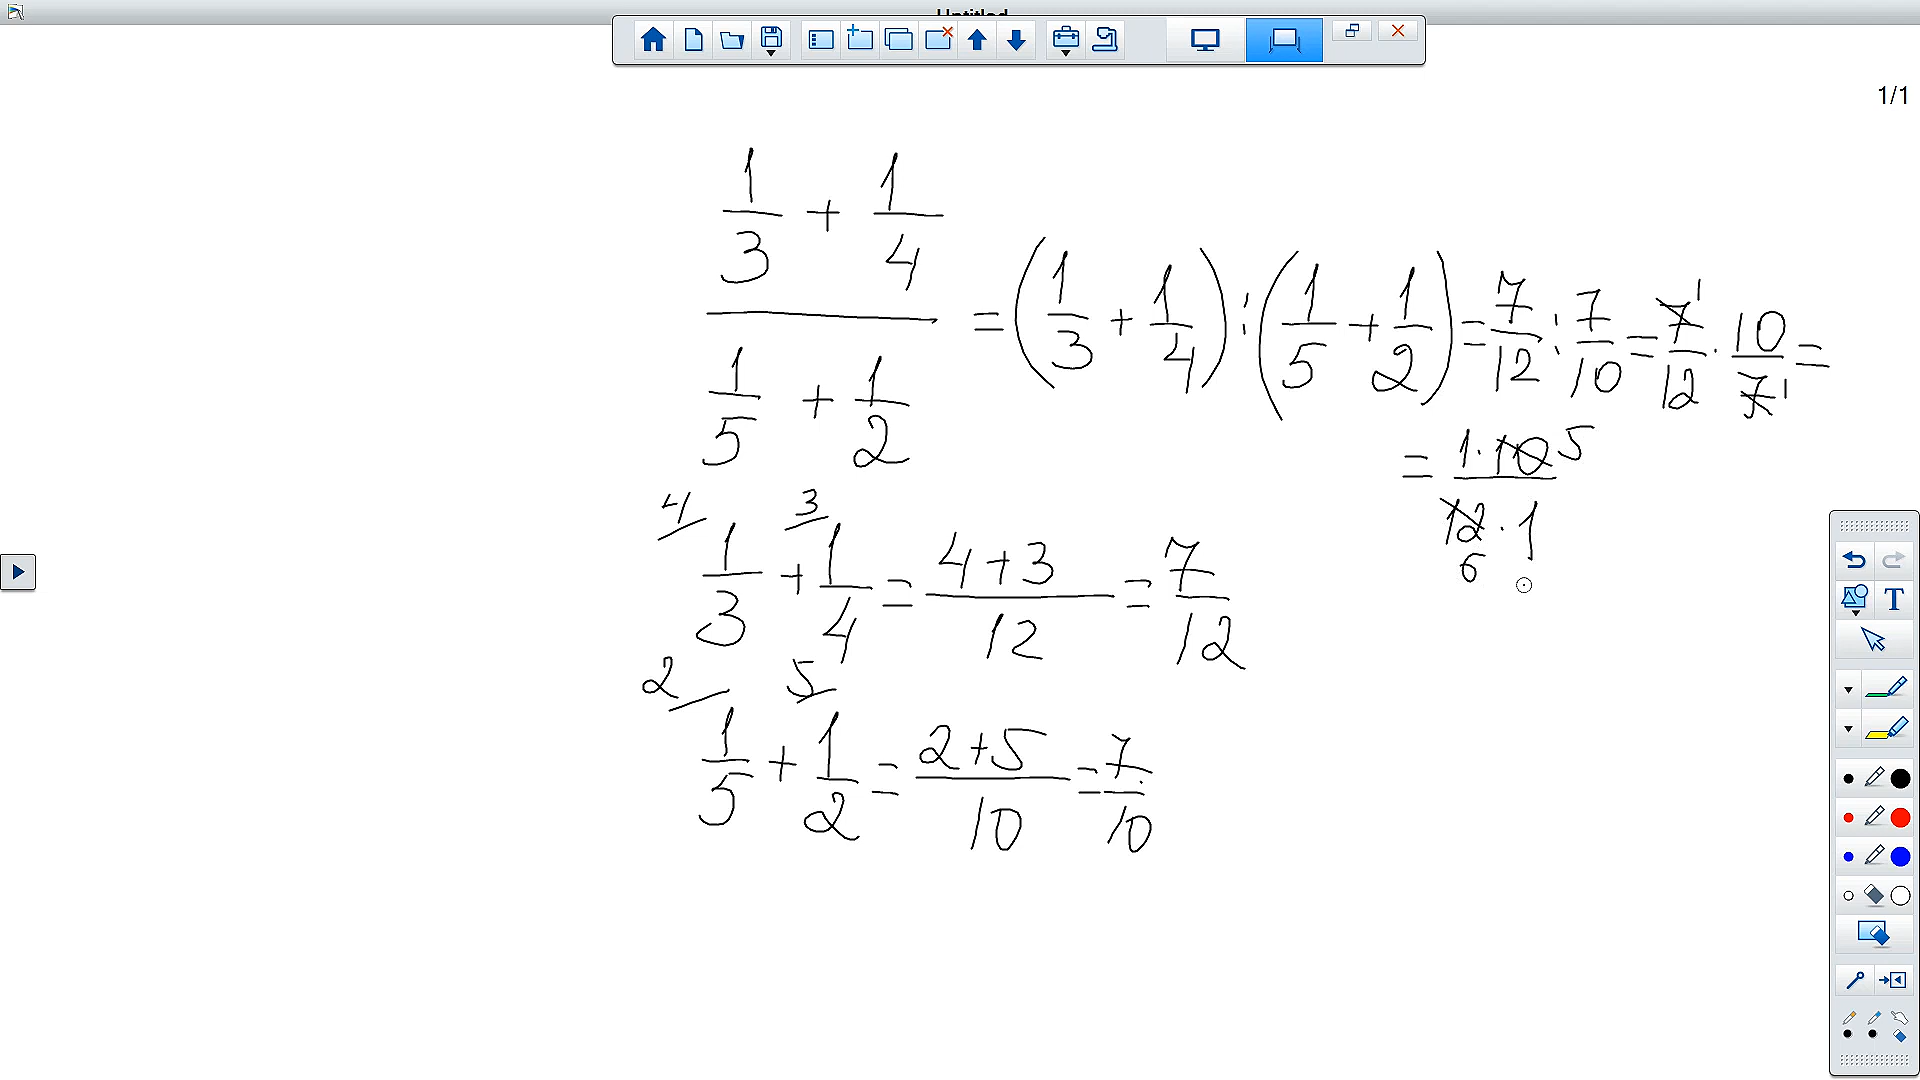 Untitled
1/1
1/3 + 1/4
1/5 + 1/2
= (1/3 + 1/4) : (1/5 + 1/2) = 7/12 : 7/10 = 7¹/12 · 10/7¹ =
= 1·10 5/12·1 6
4 3
1/3 + 1/4 = 4+3/12 = 7/12
2 5
1/5 + 1/2 = 2+5/10 = 7/10
T